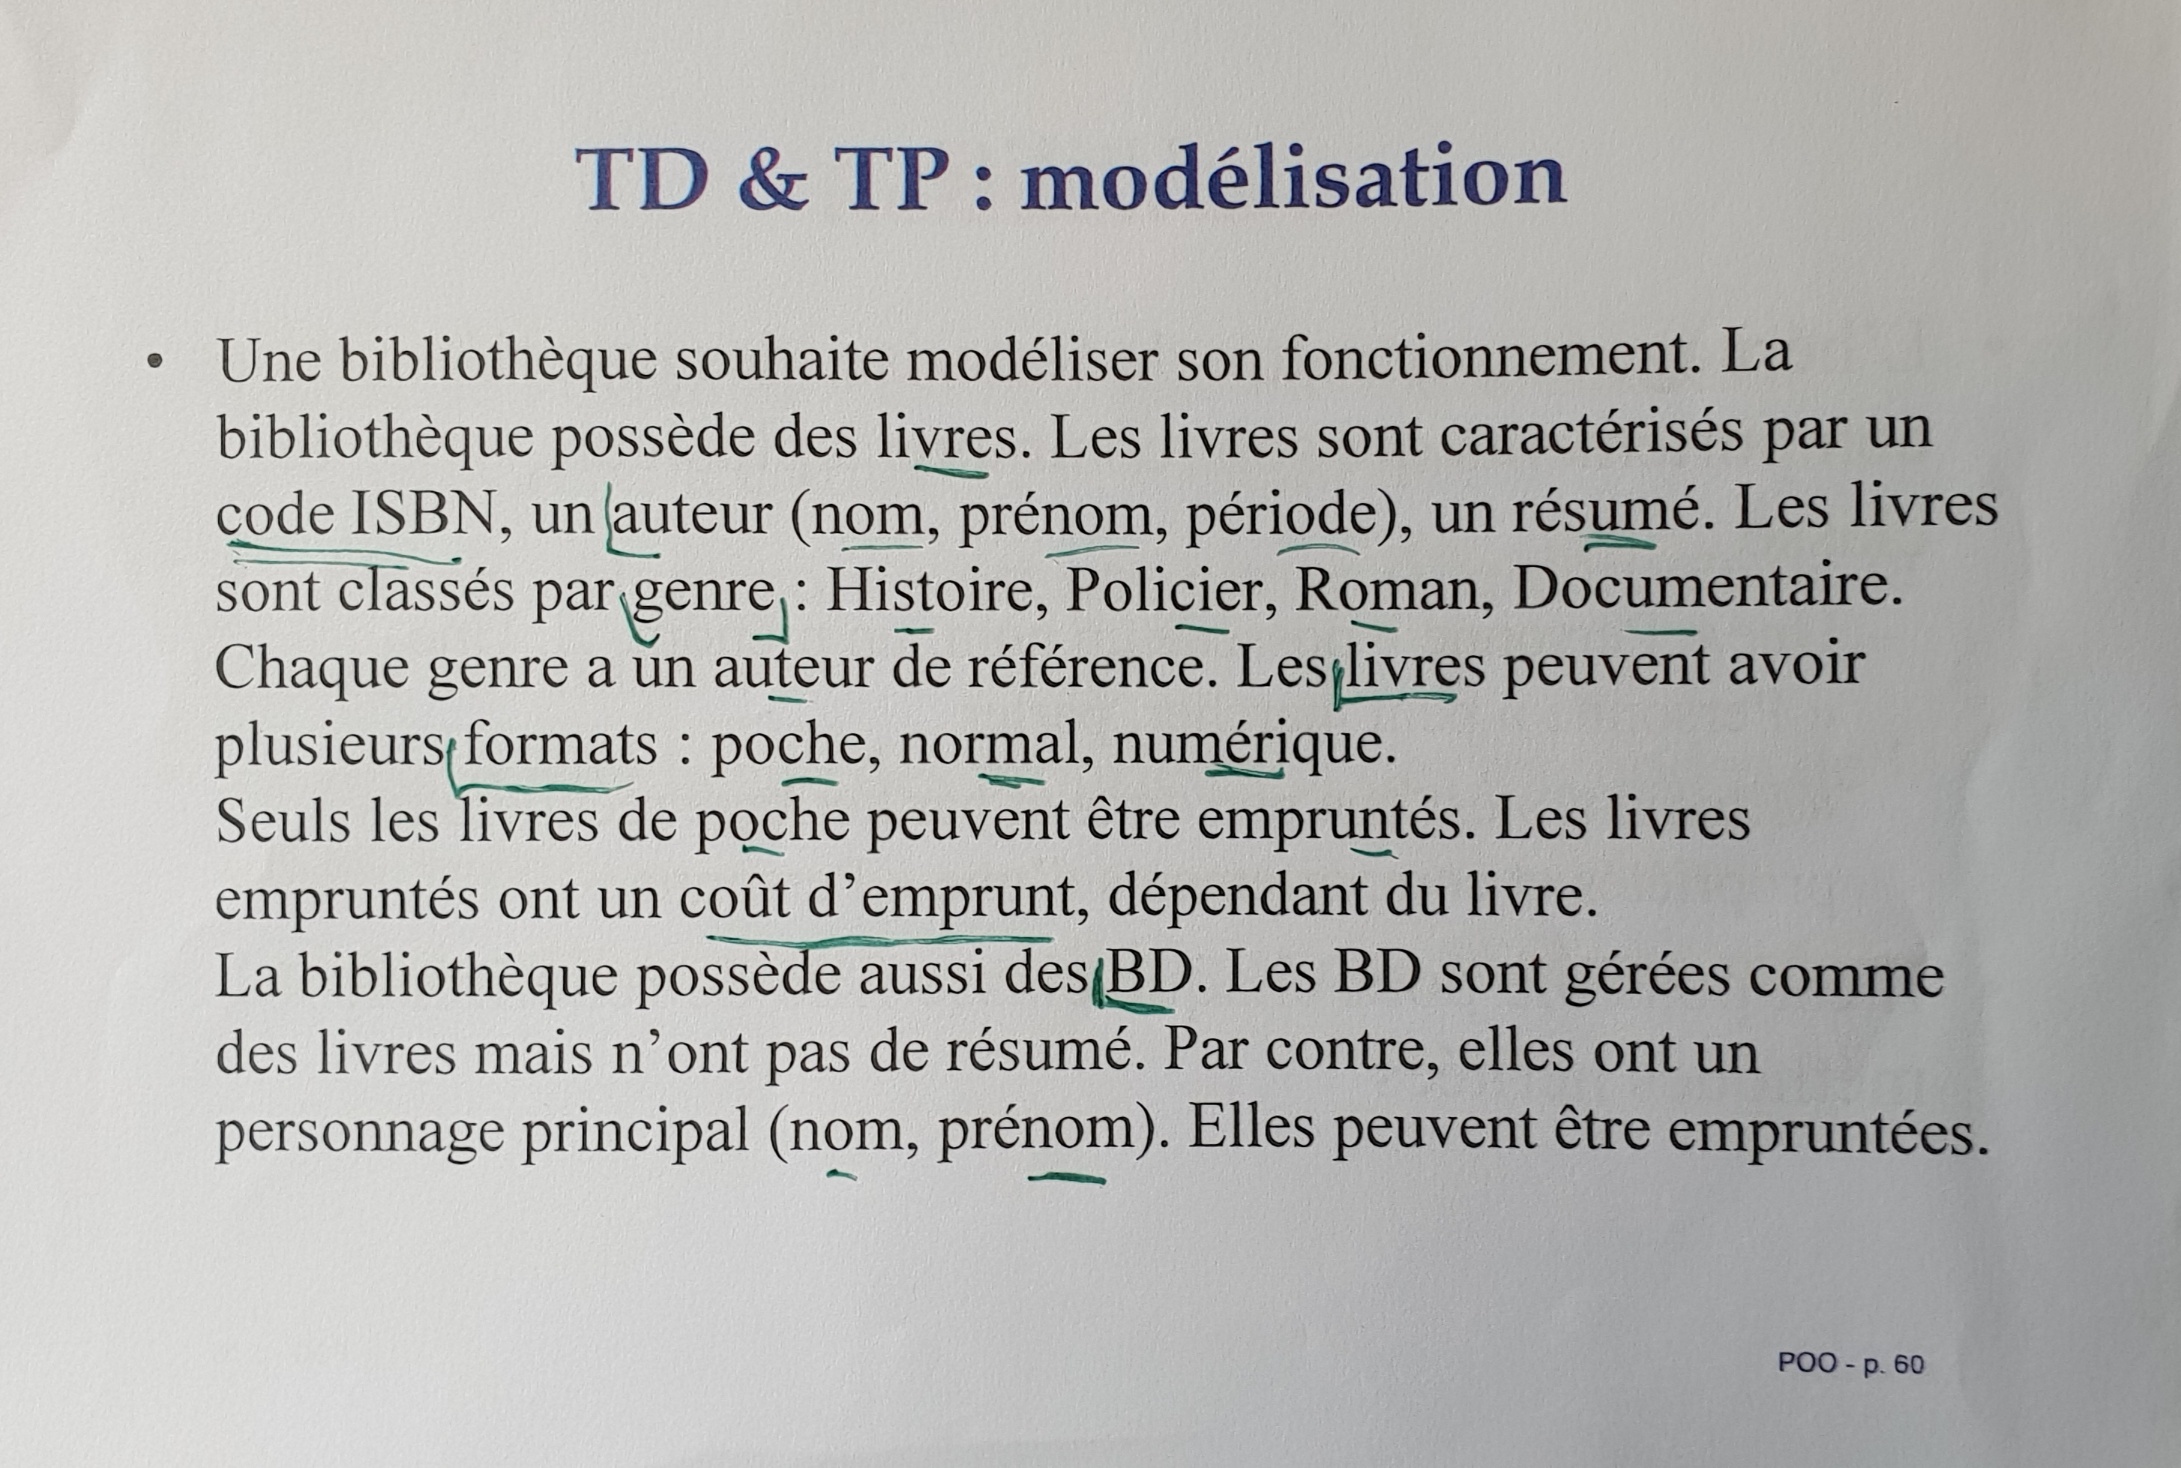 TD & TP : modélisation
• Une bibliothèque souhaite modéliser son fonctionnement. La
bibliothèque possède des livres. Les livres sont caractérisés par un
code ISBN, un auteur (nom, prénom, période), un résumé. Les livres
sont classés par genre : Histoire, Policier, Roman, Documentaire.
Chaque genre a un auteur de référence. Les livres peuvent avoir
plusieurs formats : poche, normal, numérique.
Seuls les livres de poche peuvent être empruntés. Les livres
empruntés ont un coût d’emprunt, dépendant du livre.
La bibliothèque possède aussi des BD. Les BD sont gérées comme
des livres mais n’ont pas de résumé. Par contre, elles ont un
personnage principal (nom, prénom). Elles peuvent être empruntées.
POO - p. 60